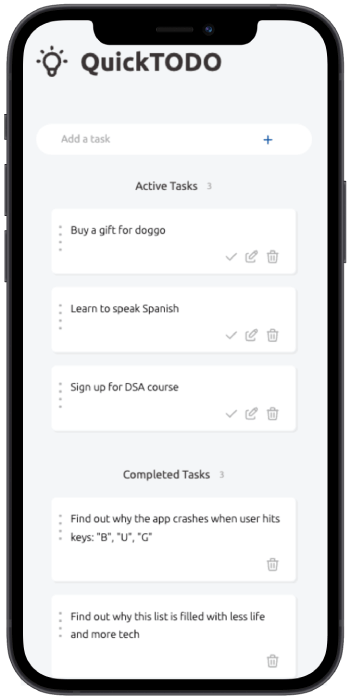 QuickTODO
Add a task
Active Tasks 3
Buy a gift for doggo
Learn to speak Spanish
Sign up for DSA course
Completed Tasks 3
Find out why the app crashes when user hits
keys: "B", "U", "G"
Find out why this list is filled with less life
and more tech